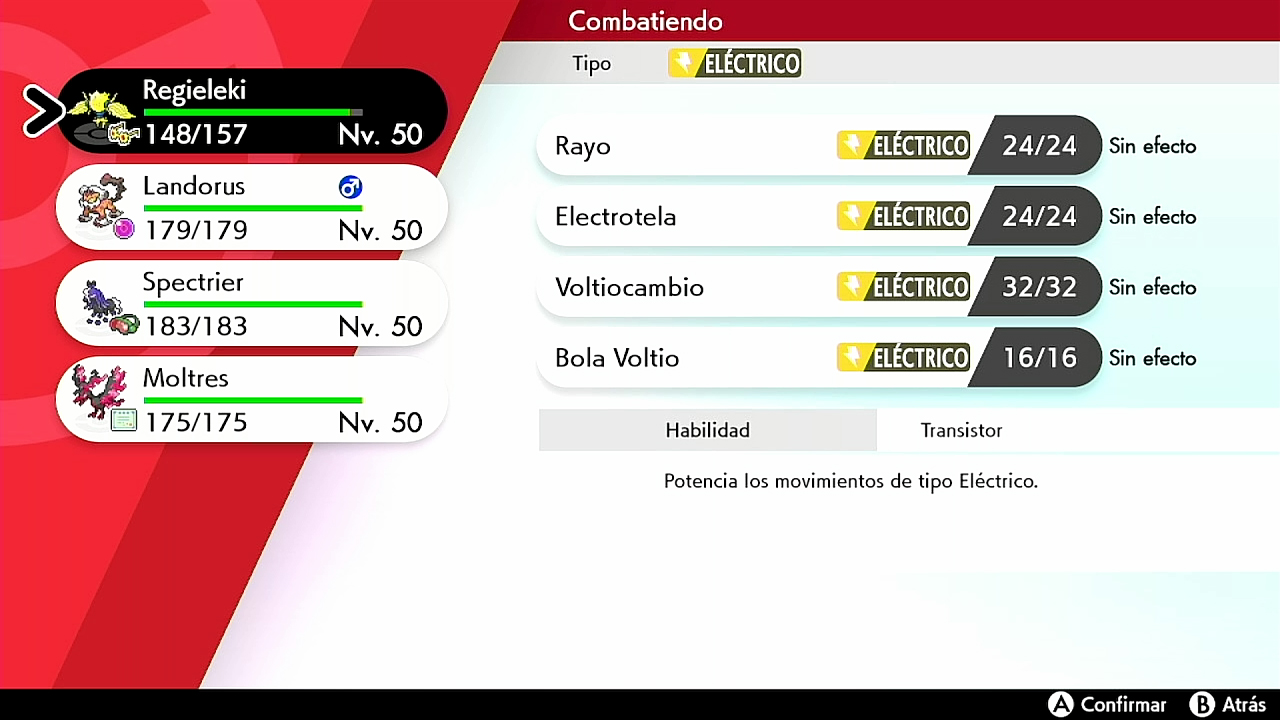 Combatiendo
Tipo ELÉCTRICO
Regieleki
148/157 Nv. 50
Landorus
179/179 Nv. 50
Spectrier
183/183 Nv. 50
Moltres
175/175 Nv. 50
Rayo ELÉCTRICO 24/24 Sin efecto
Electrotela ELÉCTRICO 24/24 Sin efecto
Voltiocambio ELÉCTRICO 32/32 Sin efecto
Bola Voltio ELÉCTRICO 16/16 Sin efecto
Habilidad Transistor
Potencia los movimientos de tipo Eléctrico.
A Confirmar B Atrás